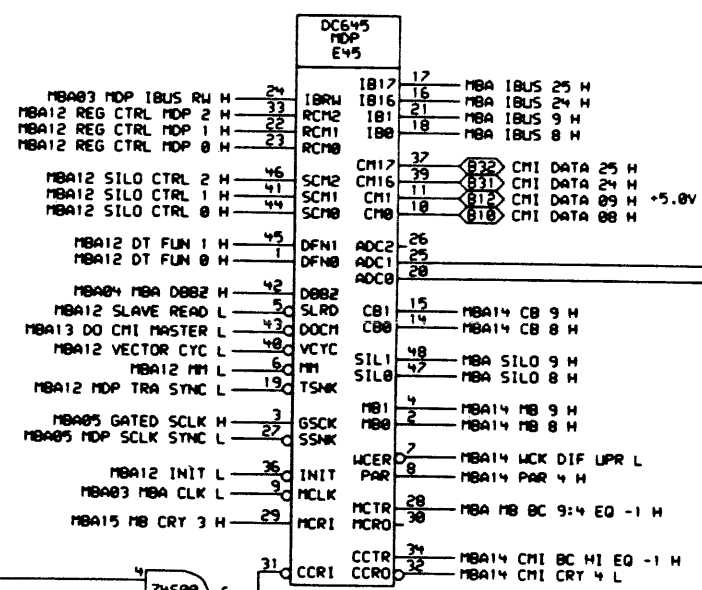 DC645
MDP
E45
MBA03 MDP IBUS RW H 24 IBRW
MBA12 REG CTRL MDP 2 H 33 RCM2
MBA12 REG CTRL MDP 1 H 22 RCM1
MBA12 REG CTRL MDP 0 H 23 RCM0
MBA12 SILO CTRL 2 H 46 SCM2
MBA12 SILO CTRL 1 H 41 SCM1
MBA12 SILO CTRL 0 H 44 SCM0
MBA12 DT FUN 1 H 45 DFN1
MBA12 DT FUN 0 H 1 DFN0
MBA04 MBA DBB2 H 42 DBB2
MBA12 SLAVE READ L 5 SLRD
MBA13 DO CMI MASTER L 43 DOCM
MBA12 VECTOR CYC L 40 VCYC
MBA12 MM L 6 MM
MBA12 MDP TRA SYNC L 19 TSNK
MBA05 GATED SCLK H 3 GSCK
MBA05 MDP SCLK SYNC L 27 SSNK
MBA12 INIT L 36 INIT
MBA03 MBA CLK L 9 MCLK
MBA15 MB CRY 3 H 29 MCRI
31 CCRI
IB17 17 MBA IBUS 25 H
IB16 16 MBA IBUS 24 H
IB1 21 MBA IBUS 9 H
IB0 18 MBA IBUS 8 H
CM17 37 B32 CMI DATA 25 H
CM16 39 B31 CMI DATA 24 H
CM1 11 B12 CMI DATA 09 H +5.0V
CM0 10 B10 CMI DATA 08 H
ADC2 26
ADC1 25
ADC0 20
CB1 15 MBA14 CB 9 H
CB0 14 MBA14 CB 8 H
SIL1 48 MBA SILO 9 H
SIL0 47 MBA SILO 8 H
MB1 4 MBA14 MB 9 H
MB0 2 MBA14 MB 8 H
WCER 7 MBA14 WCK DIF UPR L
PAR 8 MBA14 PAR 4 H
MCTR 28 MBA MB BC 9:4 EQ -1 H
MCRO 30
CCTR 34 MBA14 CMI BC HI EQ -1 H
CCRO 32 MBA14 CMI CRY 4 L
4